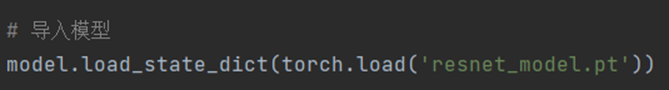 # 导入模型
model.load_state_dict(torch.load('resnet_model.pt'))